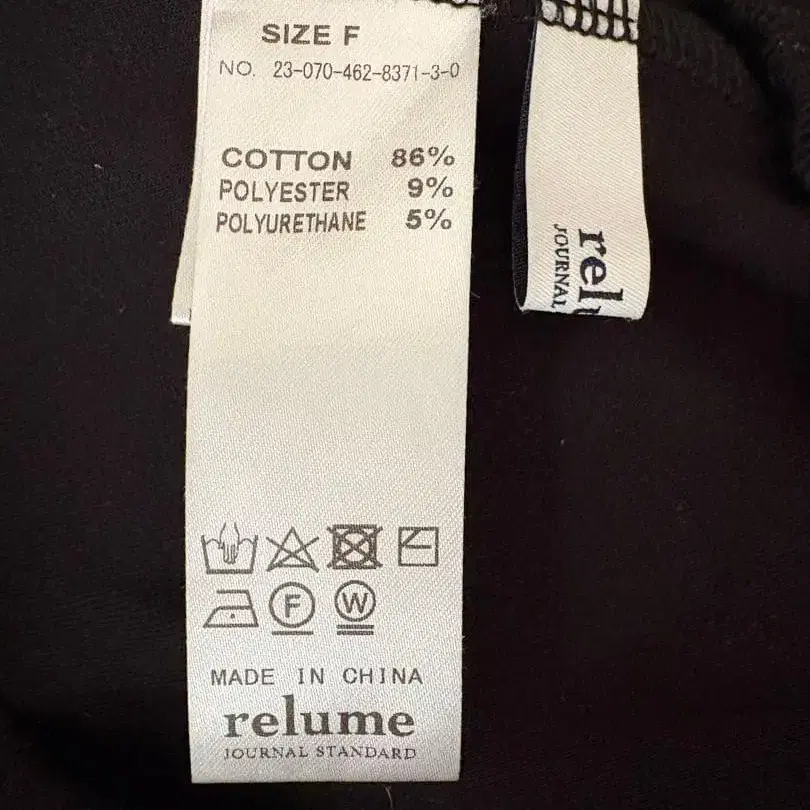 SIZE F
NO. 23-070-462-8371-3-0
COTTON 86%
POLYESTER 9%
POLYURETHANE 5%
F W
MADE IN CHINA
relume
JOURNAL STANDARD
rel
JOURNAL